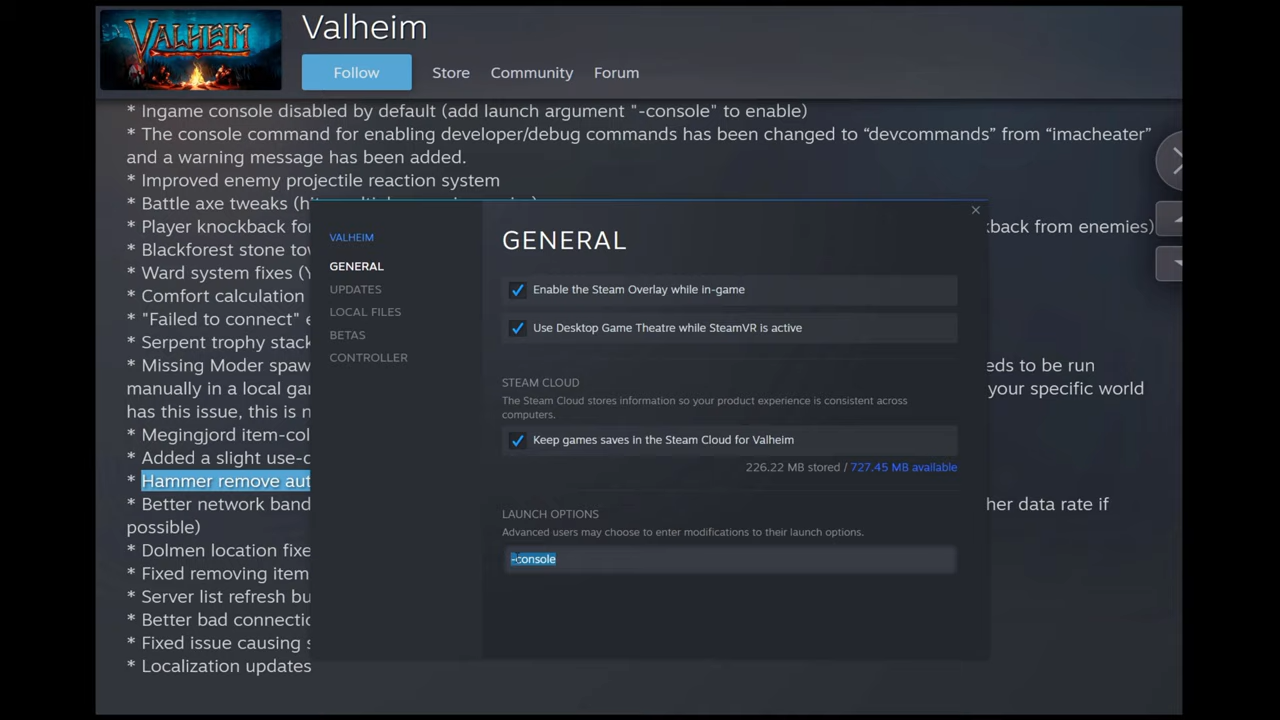 VALHEIM
Valheim
Follow
Store
Community
Forum
* Ingame console disabled by default (add launch argument "-console" to enable)
* The console command for enabling developer/debug commands has been changed to “devcommands” from “imacheater”
and a warning message has been added.
* Improved enemy projectile reaction system
* Battle axe tweaks
* Player knockback fo
kback from enemies)
* Blackforest stone to
* Ward system fixes (
* Comfort calculation
* "Failed to connect" e
* Serpent trophy stack
* Missing Moder spaw
eds to be run
manually in a local ga
your specific world
has this issue, this is n
* Megingjord item-col
* Added a slight use-c
* Hammer remove aut
* Better network band
her data rate if
possible)
* Dolmen location fixe
* Fixed removing item
* Server list refresh bu
* Better bad connectio
* Fixed issue causing s
* Localization updates
VALHEIM
GENERAL
UPDATES
LOCAL FILES
BETAS
CONTROLLER
GENERAL
Enable the Steam Overlay while in-game
Use Desktop Game Theatre while SteamVR is active
STEAM CLOUD
The Steam Cloud stores information so your product experience is consistent across
computers.
Keep games saves in the Steam Cloud for Valheim
226.22 MB stored / 727.45 MB available
LAUNCH OPTIONS
Advanced users may choose to enter modifications to their launch options.
-console